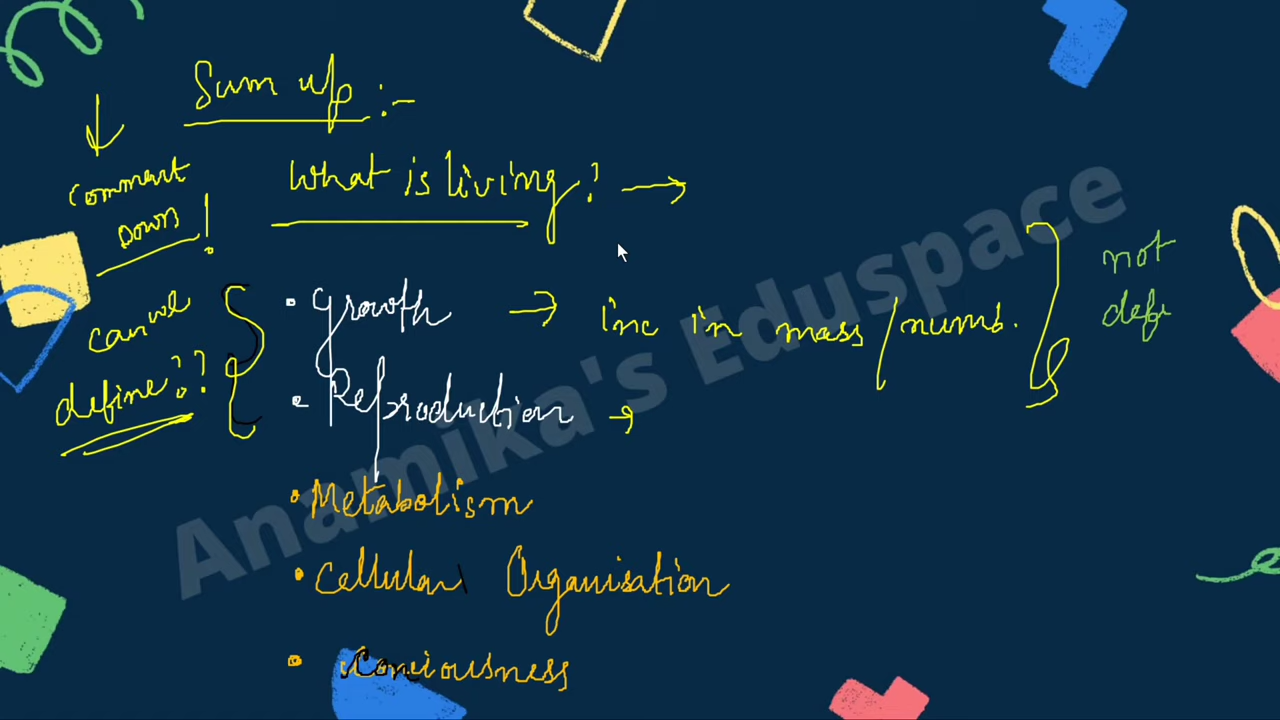 Sum up :-
What is living? →
comment
DOWN!
can we
define??
• Growth → inc in mass/numb.
not
defi
• Reproduction →
• Metabolism
• Cellular Organisation
• Conciousness
Anamika's Eduspace